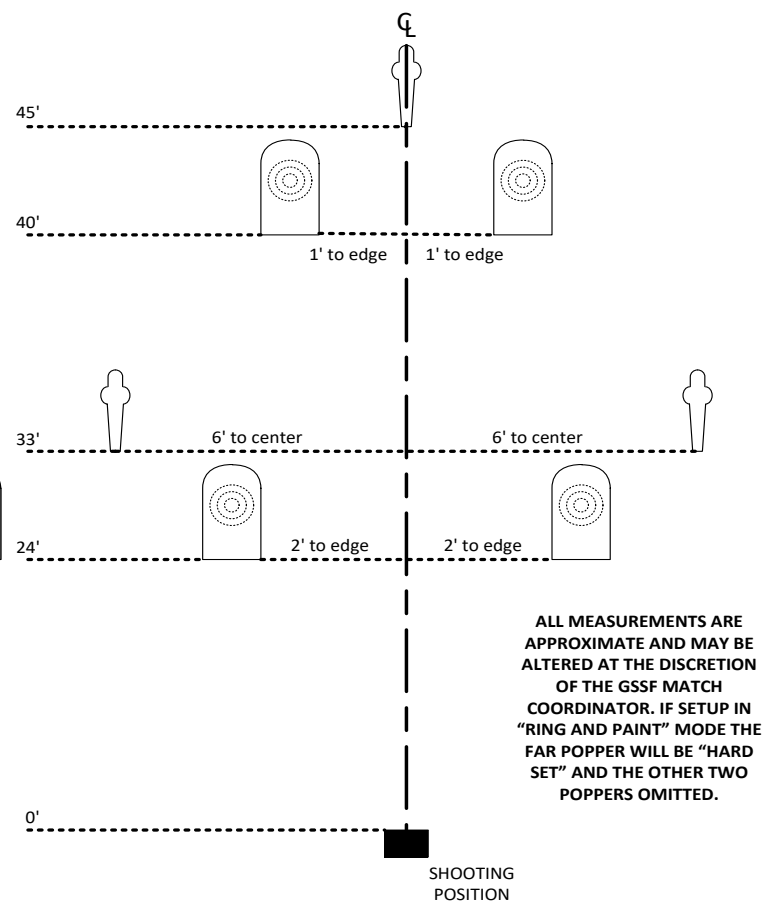 ℄
45'
40'
1' to edge 1' to edge
33'
6' to center 6' to center
24'
2' to edge 2' to edge
ALL MEASUREMENTS ARE
APPROXIMATE AND MAY BE
ALTERED AT THE DISCRETION
OF THE GSSF MATCH
COORDINATOR. IF SETUP IN
“RING AND PAINT” MODE THE
FAR POPPER WILL BE “HARD
SET” AND THE OTHER TWO
POPPERS OMITTED.
0'
SHOOTING
POSITION